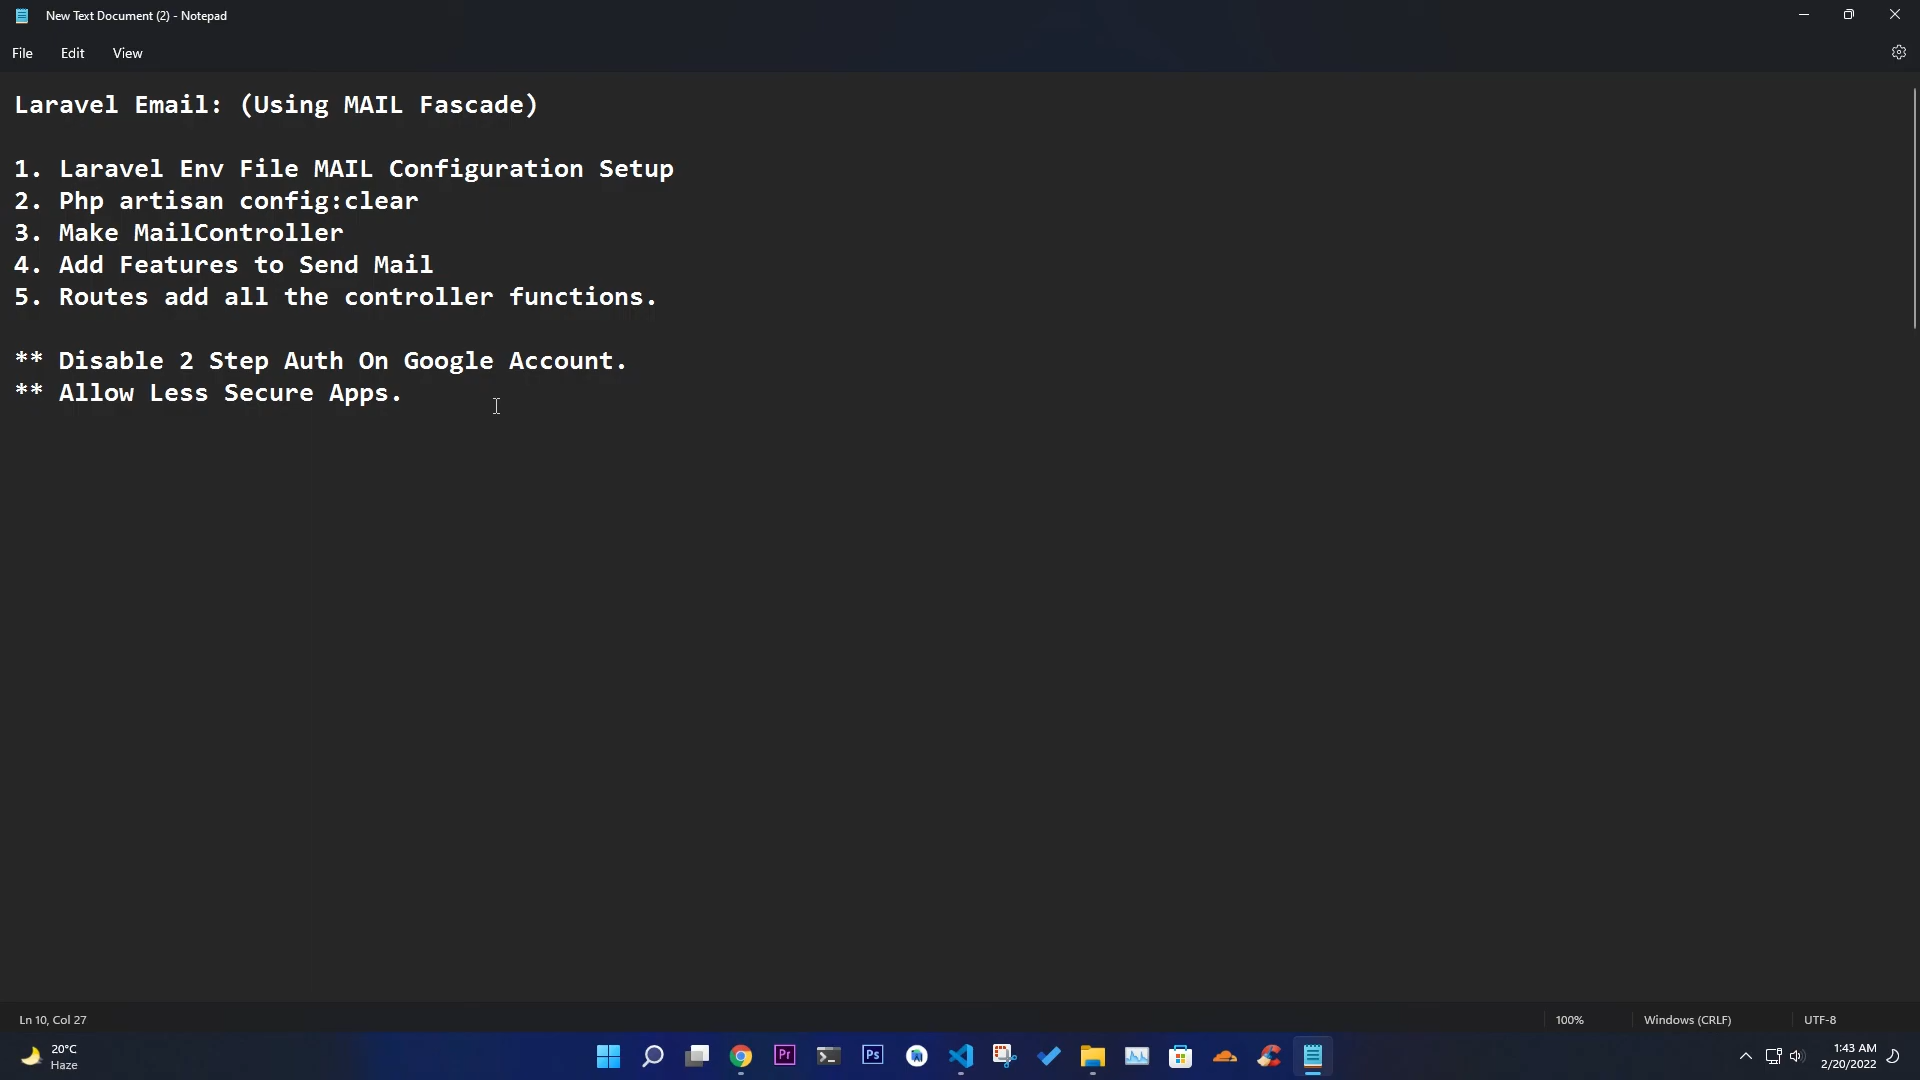 New Text Document (2) - Notepad
File Edit View
Laravel Email: (Using MAIL Fascade)
1. Laravel Env File MAIL Configuration Setup
2. Php artisan config:clear
3. Make MailController
4. Add Features to Send Mail
5. Routes add all the controller functions.
** Disable 2 Step Auth On Google Account.
** Allow Less Secure Apps.
Ln 10, Col 27
100%
Windows (CRLF)
UTF-8
20°C
Haze
Pr
Ps
1:43 AM
2/20/2022